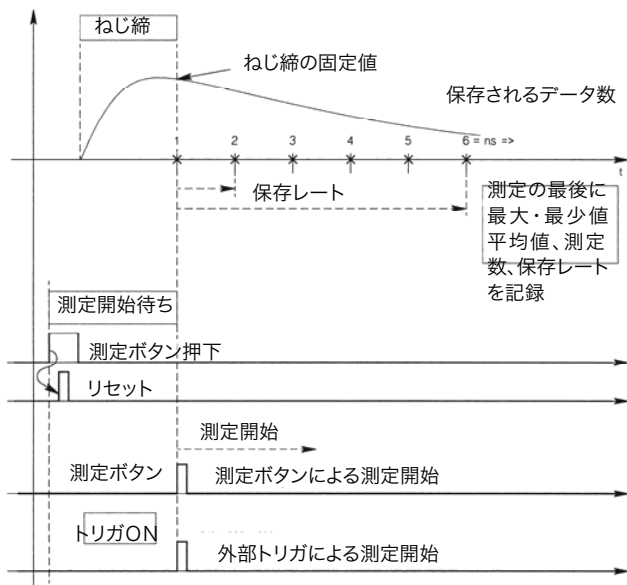 ねじ締
ねじ締の固定値
保存されるデータ数
1 2 3 4 5 6 = ns =>
t
保存レート
測定の最後に
最大・最少値
平均値、測定
数、保存レート
を記録
測定開始待ち
測定ボタン押下
リセット
測定開始
測定ボタン
測定ボタンによる測定開始
トリガON
外部トリガによる測定開始